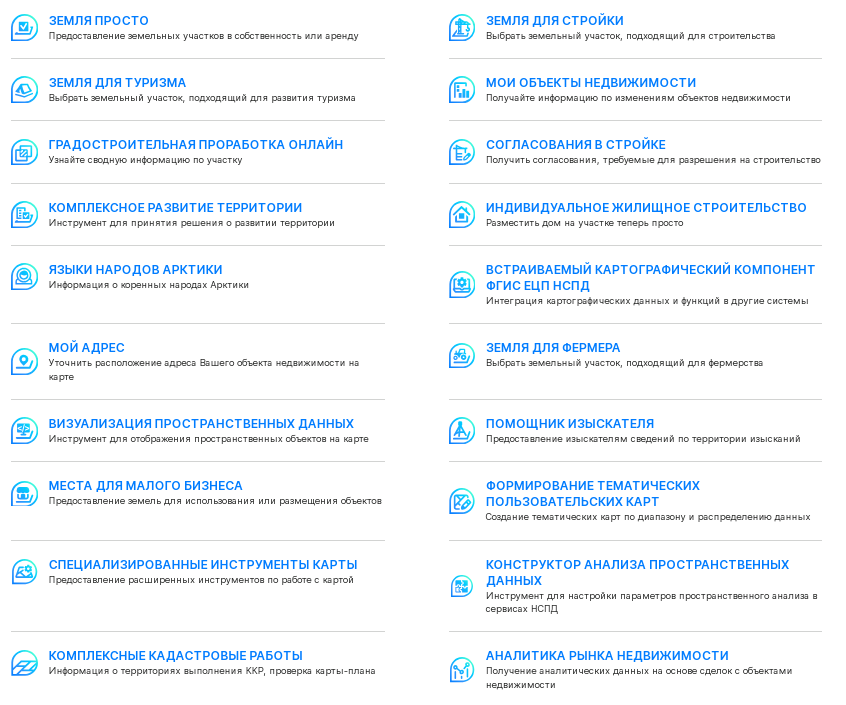 ЗЕМЛЯ ПРОСТО
Предоставление земельных участков в собственность или аренду
ЗЕМЛЯ ДЛЯ СТРОЙКИ
Выбрать земельный участок, подходящий для строительства
ЗЕМЛЯ ДЛЯ ТУРИЗМА
Выбрать земельный участок, подходящий для развития туризма
МОИ ОБЪЕКТЫ НЕДВИЖИМОСТИ
Получайте информацию по изменениям объектов недвижимости
ГРАДОСТРОИТЕЛЬНАЯ ПРОРАБОТКА ОНЛАЙН
Узнайте сводную информацию по участку
СОГЛАСОВАНИЯ В СТРОЙКЕ
Получить согласования, требуемые для разрешения на строительство
КОМПЛЕКСНОЕ РАЗВИТИЕ ТЕРРИТОРИИ
Инструмент для принятия решения о развитии территории
ИНДИВИДУАЛЬНОЕ ЖИЛИЩНОЕ СТРОИТЕЛЬСТВО
Разместить дом на участке теперь просто
ЯЗЫКИ НАРОДОВ АРКТИКИ
Информация о коренных народах Арктики
ВСТРАИВАЕМЫЙ КАРТОГРАФИЧЕСКИЙ КОМПОНЕНТ
ФГИС ЕЦП НСПД
Интеграция картографических данных и функций в другие системы
МОЙ АДРЕС
Уточнить расположение адреса Вашего объекта недвижимости на
карте
ЗЕМЛЯ ДЛЯ ФЕРМЕРА
Выбрать земельный участок, подходящий для фермерства
ВИЗУАЛИЗАЦИЯ ПРОСТРАНСТВЕННЫХ ДАННЫХ
Инструмент для отображения пространственных объектов на карте
ПОМОЩНИК ИЗЫСКАТЕЛЯ
Предоставление изыскателям сведений по территории изысканий
МЕСТА ДЛЯ МАЛОГО БИЗНЕСА
Предоставление земель для использования или размещения объектов
ФОРМИРОВАНИЕ ТЕМАТИЧЕСКИХ
ПОЛЬЗОВАТЕЛЬСКИХ КАРТ
Создание тематических карт по диапазону и распределению данных
СПЕЦИАЛИЗИРОВАННЫЕ ИНСТРУМЕНТЫ КАРТЫ
Предоставление расширенных инструментов по работе с картой
КОНСТРУКТОР АНАЛИЗА ПРОСТРАНСТВЕННЫХ
ДАННЫХ
Инструмент для настройки параметров пространственного анализа в
сервисах НСПД
КОМПЛЕКСНЫЕ КАДАСТРОВЫЕ РАБОТЫ
Информация о территориях выполнения ККР, проверка карты-плана
АНАЛИТИКА РЫНКА НЕДВИЖИМОСТИ
Получение аналитических данных на основе сделок с объектами
недвижимости